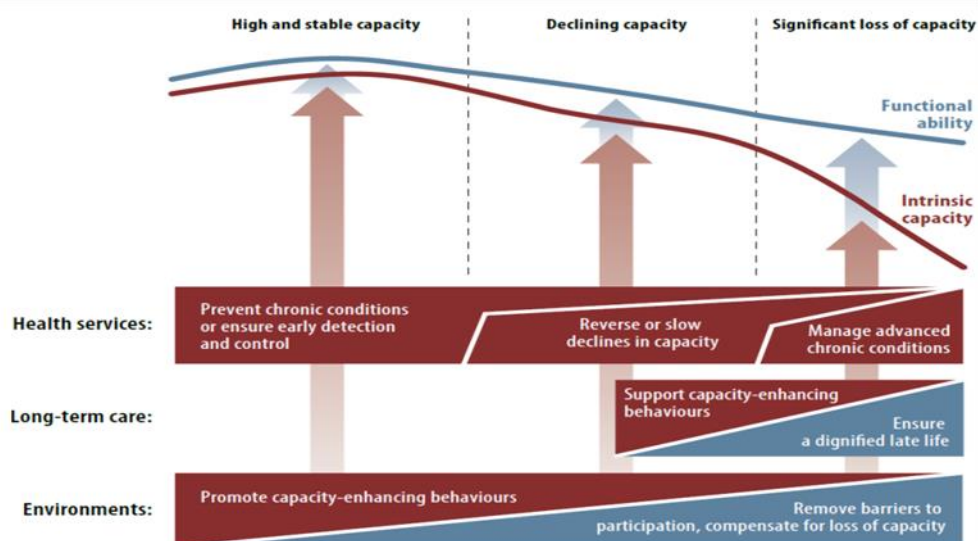 High and stable capacity
Declining capacity
Significant loss of capacity
Functional
ability
Intrinsic
capacity
Health services:
Prevent chronic conditions
or ensure early detection
and control
Reverse or slow
declines in capacity
Manage advanced
chronic conditions
Long-term care:
Support capacity-enhancing
behaviours
Ensure
a dignified late life
Environments:
Promote capacity-enhancing behaviours
Remove barriers to
participation, compensate for loss of capacity